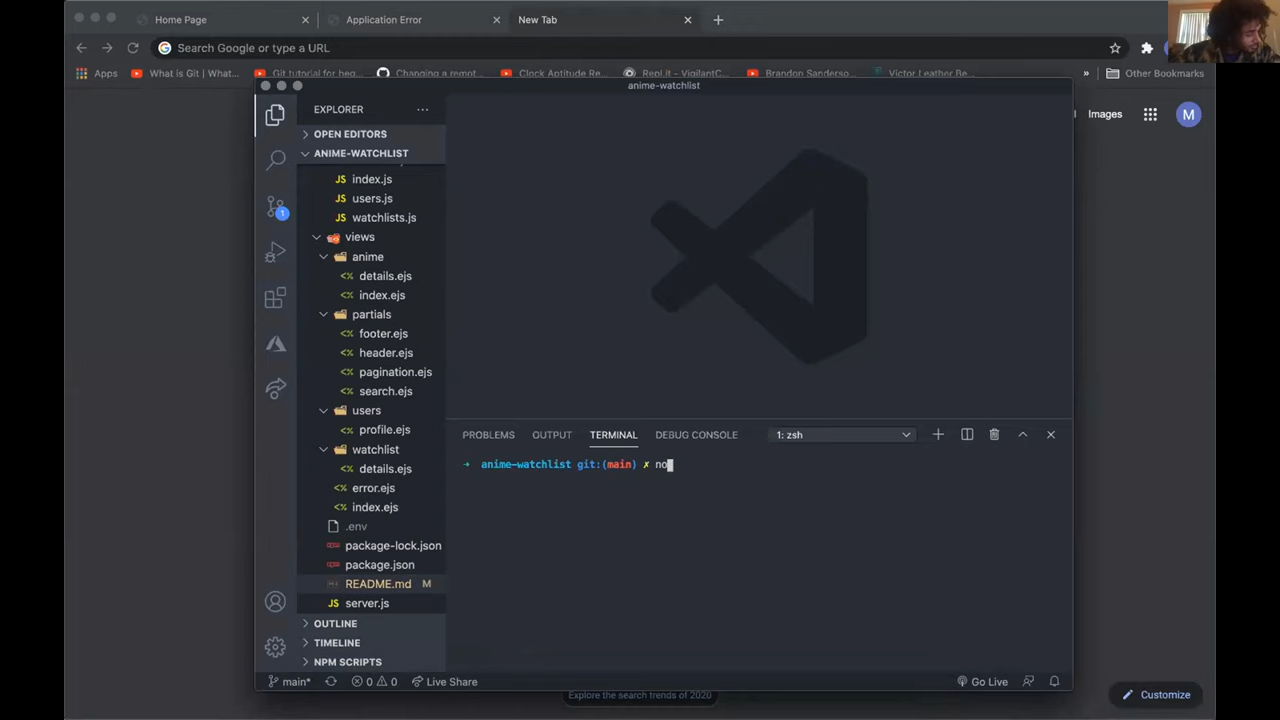 Home Page
Application Error
New Tab
Search Google or type a URL
Apps
What is Git | What...
Git tutorial for beg...
Changing a remot...
Clock Aptitude Re...
Repl.it - VigilantC...
Brandon Sanderso...
Victor Leather Be...
»
Other Bookmarks
anime-watchlist
Images
M
EXPLORER
OPEN EDITORS
ANIME-WATCHLIST
JS index.js
JS users.js
JS watchlists.js
1
views
anime
<% details.ejs
<% index.ejs
partials
<% footer.ejs
<% header.ejs
<% pagination.ejs
<% search.ejs
users
<% profile.ejs
watchlist
<% details.ejs
<% error.ejs
<% index.ejs
.env
package-lock.json
package.json
README.md M
JS server.js
OUTLINE
TIMELINE
NPM SCRIPTS
PROBLEMS OUTPUT TERMINAL DEBUG CONSOLE 1: zsh
→ anime-watchlist git:(main) ✗ no
main* 0 0 Live Share Go Live
Explore the search trends of 2020
Customize